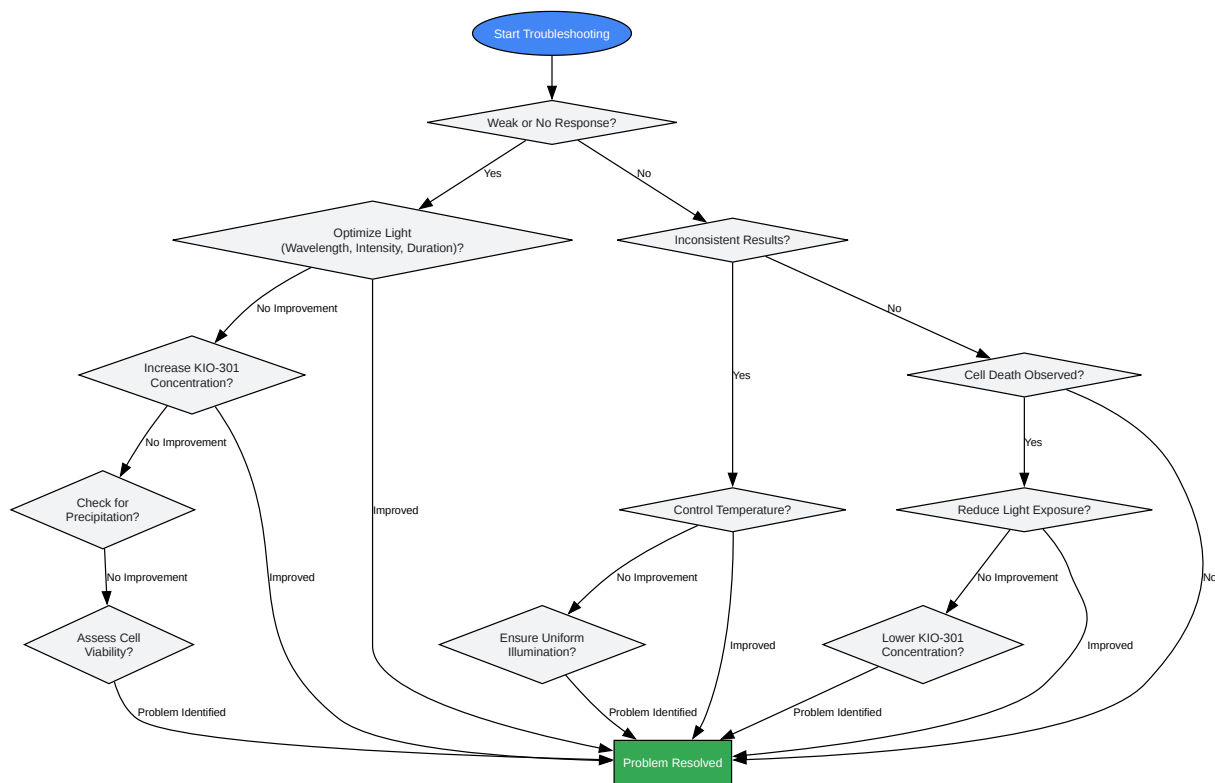 Start Troubleshooting
Weak or No Response?
Yes
No
Optimize Light
(Wavelength, Intensity, Duration)?
Inconsistent Results?
No Improvement
No
Increase KIO-301
Concentration?
Yes
Cell Death Observed?
No Improvement
Yes
Check for
Precipitation?
Improved
Control Temperature?
Reduce Light Exposure?
No Improvement
Improved
No Improvement
No Improvement
No
Assess Cell
Viability?
Ensure Uniform
Illumination?
Improved
Lower KIO-301
Concentration?
Improved
Problem Identified
Problem Identified
Problem Identified
Problem Resolved